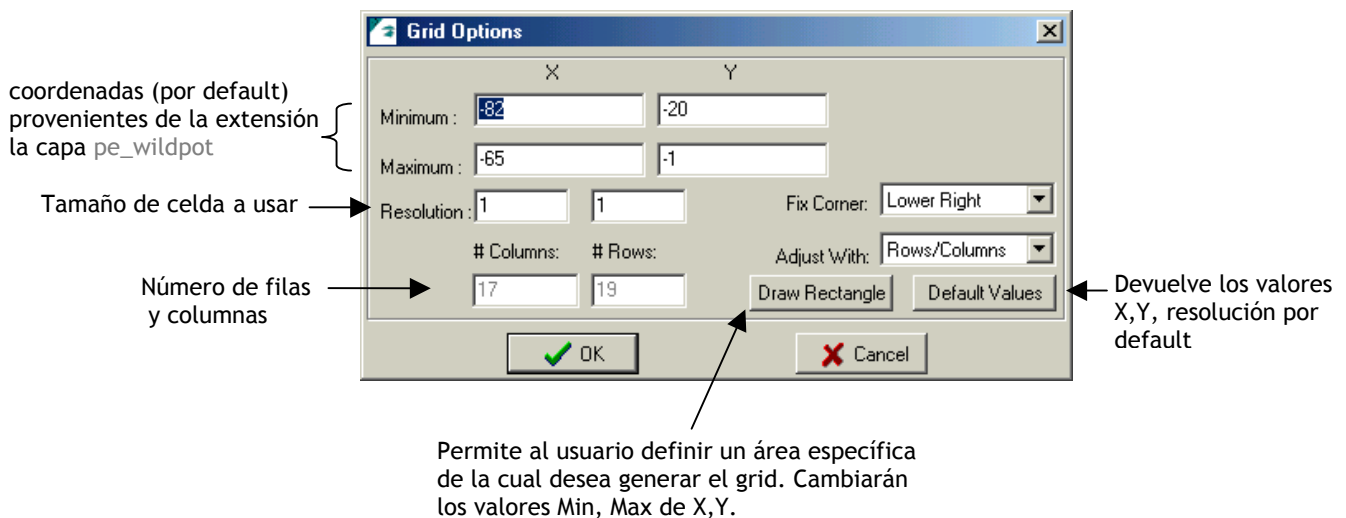 Grid Options
X Y
coordenadas (por default)
provenientes de la extensión
la capa pe_wildpot
Minimum : -82 -20
Maximum : -65 -1
Tamaño de celda a usar
Resolution : 1 1
Fix Corner: Lower Right
# Columns: # Rows:
Adjust With: Rows/Columns
Número de filas
y columnas
17 19
Draw Rectangle Default Values
Devuelve los valores
X,Y, resolución por
default
OK Cancel
Permite al usuario definir un área específica
de la cual desea generar el grid. Cambiarán
los valores Min, Max de X,Y.